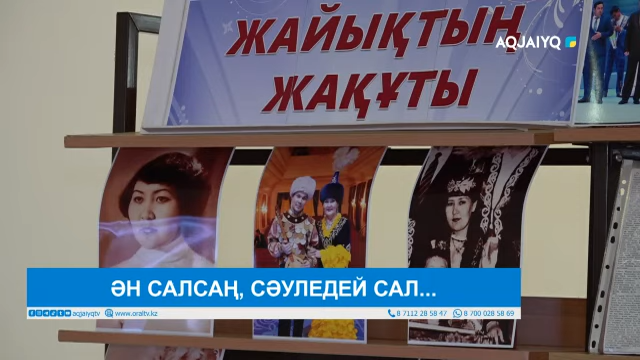 ЖАЙЫҚТЫҢ
ЖАҚҰТЫ
AQJAIYQ
ӘН САЛСАҢ, СӘУЛЕДЕЙ САЛ...
acjaiyqtv
www.oraltv.kz
8 7112 28 58 47
8 700 028 58 69